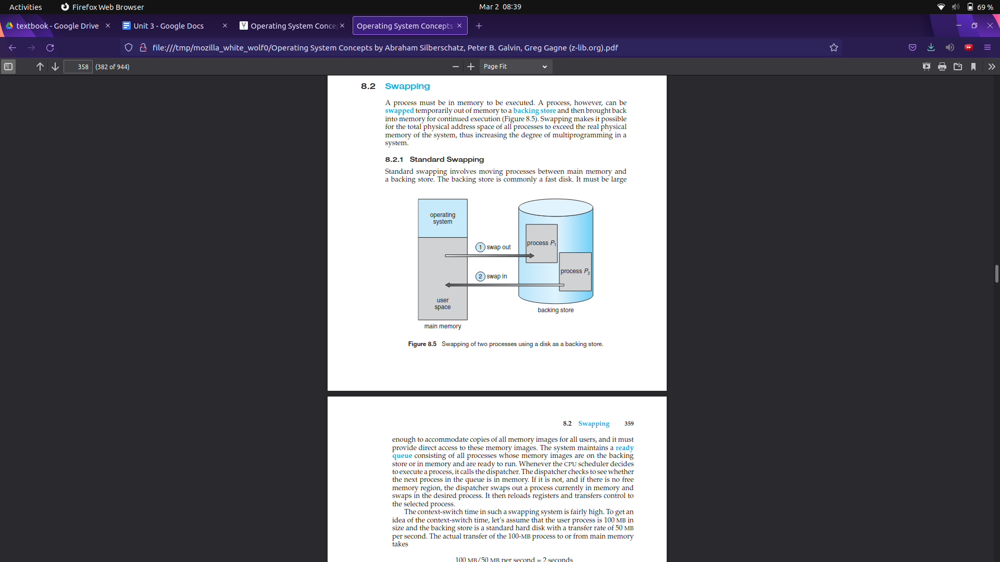 Activities
Firefox Web Browser
Mar 2 08:39
69 %
textbook - Google Drive
Unit 3 - Google Docs
Operating System Conce
Operating System Concepts
file:///tmp/mozilla_white_wolf0/Operating System Concepts by Abraham Silberschatz, Peter B. Galvin, Greg Gagne (z-lib.org).pdf
358
(382 of 944)
Page Fit
8.2 Swapping
A process must be in memory to be executed. A process, however, can be
swapped temporarily out of memory to a backing store and then brought back
into memory for continued execution (Figure 8.5). Swapping makes it possible
for the total physical address space of all processes to exceed the real physical
memory of the system, thus increasing the degree of multiprogramming in a
system.
8.2.1 Standard Swapping
Standard swapping involves moving processes between main memory and
a backing store. The backing store is commonly a fast disk. It must be large
operating
system
1 swap out
process P1
2 swap in
process P2
user
space
backing store
main memory
Figure 8.5 Swapping of two processes using a disk as a backing store.
8.2 Swapping 359
enough to accommodate copies of all memory images for all users, and it must
provide direct access to these memory images. The system maintains a ready
queue consisting of all processes whose memory images are on the backing
store or in memory and are ready to run. Whenever the CPU scheduler decides
to execute a process, it calls the dispatcher. The dispatcher checks to see whether
the next process in the queue is in memory. If it is not, and if there is no free
memory region, the dispatcher swaps out a process currently in memory and
swaps in the desired process. It then reloads registers and transfers control to
the selected process.
The context-switch time in such a swapping system is fairly high. To get an
idea of the context-switch time, let's assume that the user process is 100 MB in
size and the backing store is a standard hard disk with a transfer rate of 50 MB
per second. The actual transfer of the 100-MB process to or from main memory
takes
100 MB/50 MB per second = 2 seconds